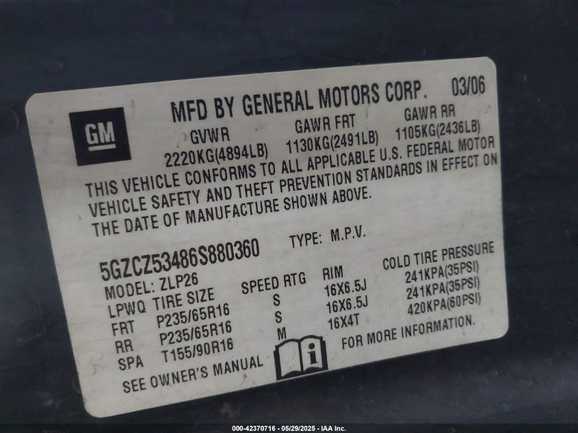 GM
MFD BY GENERAL MOTORS CORP. 03/06
GVWR GAWR FRT GAWR RR
2220KG(4894LB) 1130KG(2491LB) 1105KG(2436LB)
THIS VEHICLE CONFORMS TO ALL APPLICABLE U.S. FEDERAL MOTOR
VEHICLE SAFETY AND THEFT PREVENTION STANDARDS IN EFFECT ON
THE DATE OF MANUFACTURE SHOWN ABOVE.
5GZCZ53486S880360 TYPE: M.P.V.
MODEL: ZLP26
LPWQ TIRE SIZE SPEED RTG RIM COLD TIRE PRESSURE
FRT P235/65R16 S 16X6.5J 241KPA(35PSI)
RR P235/65R16 S 16X6.5J 241KPA(35PSI)
SPA T155/90R16 M 16X4T 420KPA(60PSI)
SEE OWNER'S MANUAL i FOR MORE INFORMATION.
000-42370716 - 05/29/2025 - IAA Inc.